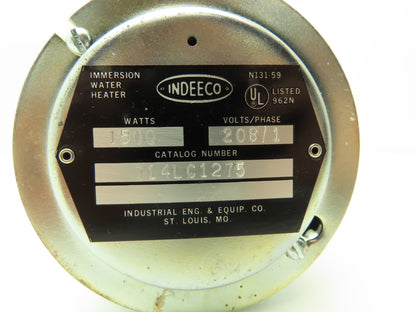 IMMERSION
WATER
HEATER
INDEECO
N131-59
UL LISTED
962N
WATTS VOLTS/PHASE
1500 208/1
CATALOG NUMBER
714LC1275
INDUSTRIAL ENG. & EQUIP. CO.
ST. LOUIS, MO.